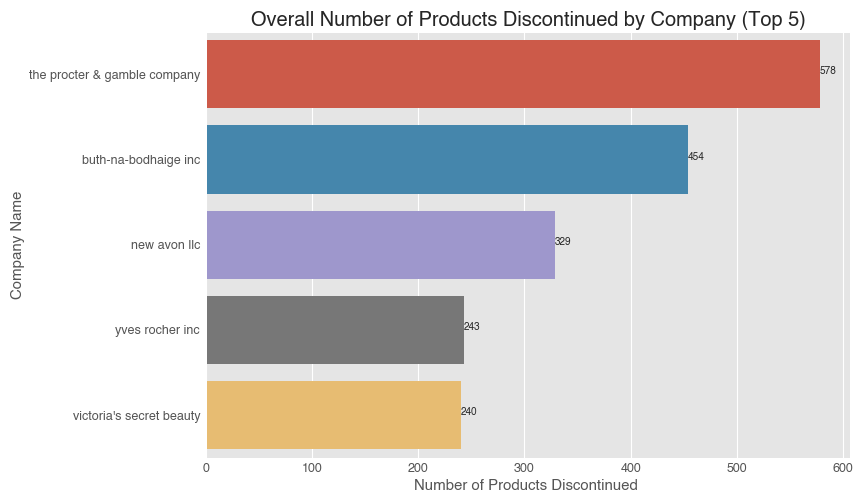 Overall Number of Products Discontinued by Company (Top 5)
Company Name
the procter & gamble company
578
buth-na-bodhaige inc
454
new avon llc
329
yves rocher inc
243
victoria's secret beauty
240
0 100 200 300 400 500 600
Number of Products Discontinued